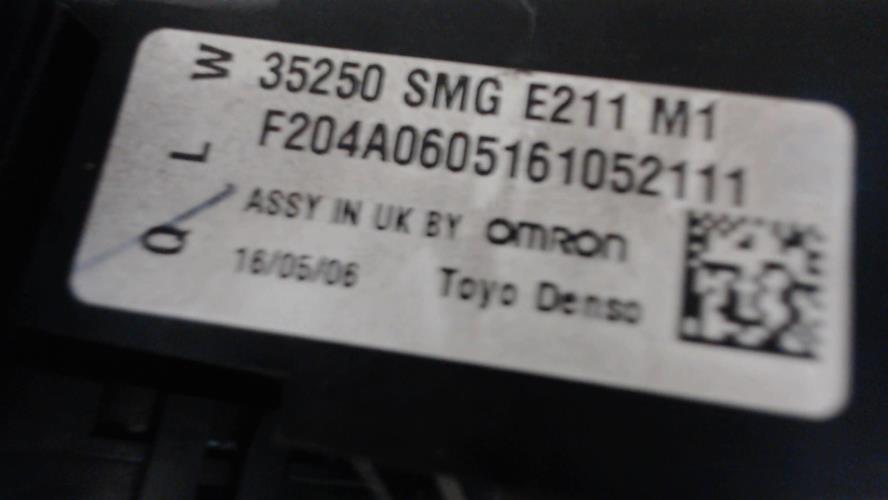 35250 SMG E211 M1
F204A0605161052111
ASSY IN UK BY OMRON
16/05/06 Toyo Denso
W
L
Q